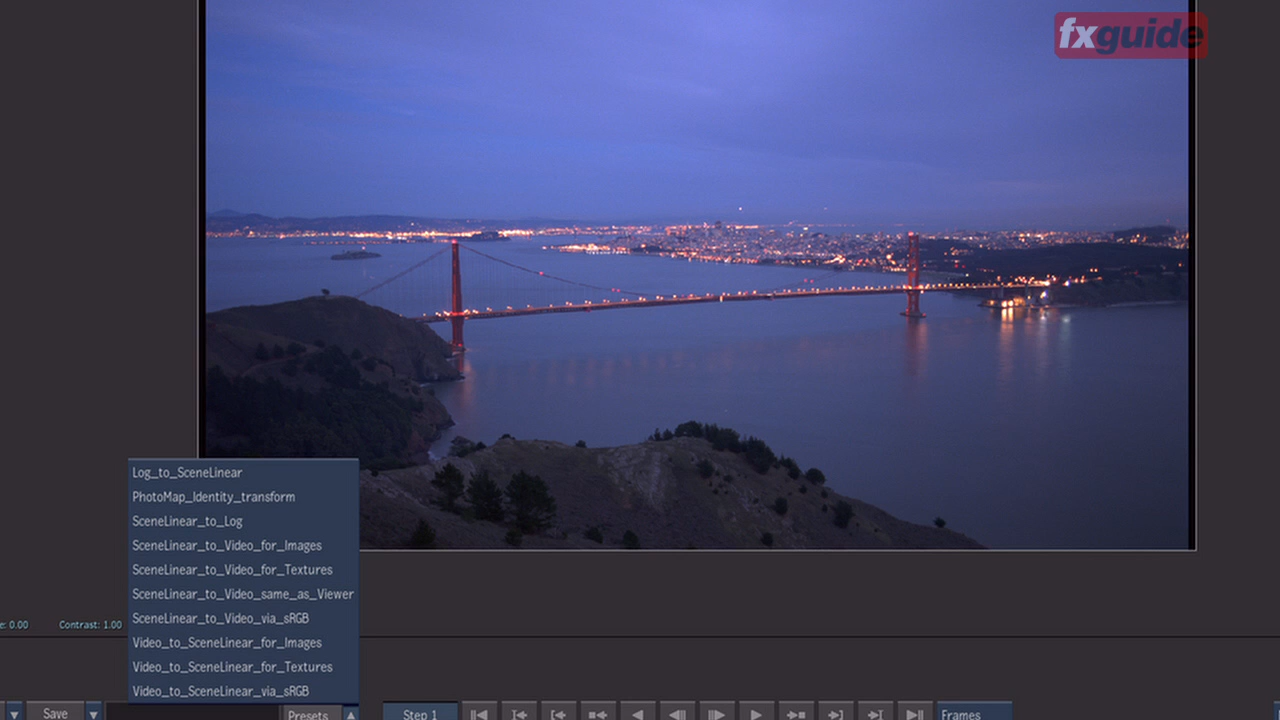 fxguide
Log_to_SceneLinear
PhotoMap_Identity_transform
SceneLinear_to_Log
SceneLinear_to_Video_for_Images
SceneLinear_to_Video_for_Textures
SceneLinear_to_Video_same_as_Viewer
SceneLinear_to_Video_via_sRGB
e: 0.00 Contrast: 1.00
Video_to_SceneLinear_for_Images
Video_to_SceneLinear_for_Textures
Video_to_SceneLinear_via_sRGB
Save Presets Step 1 Frames